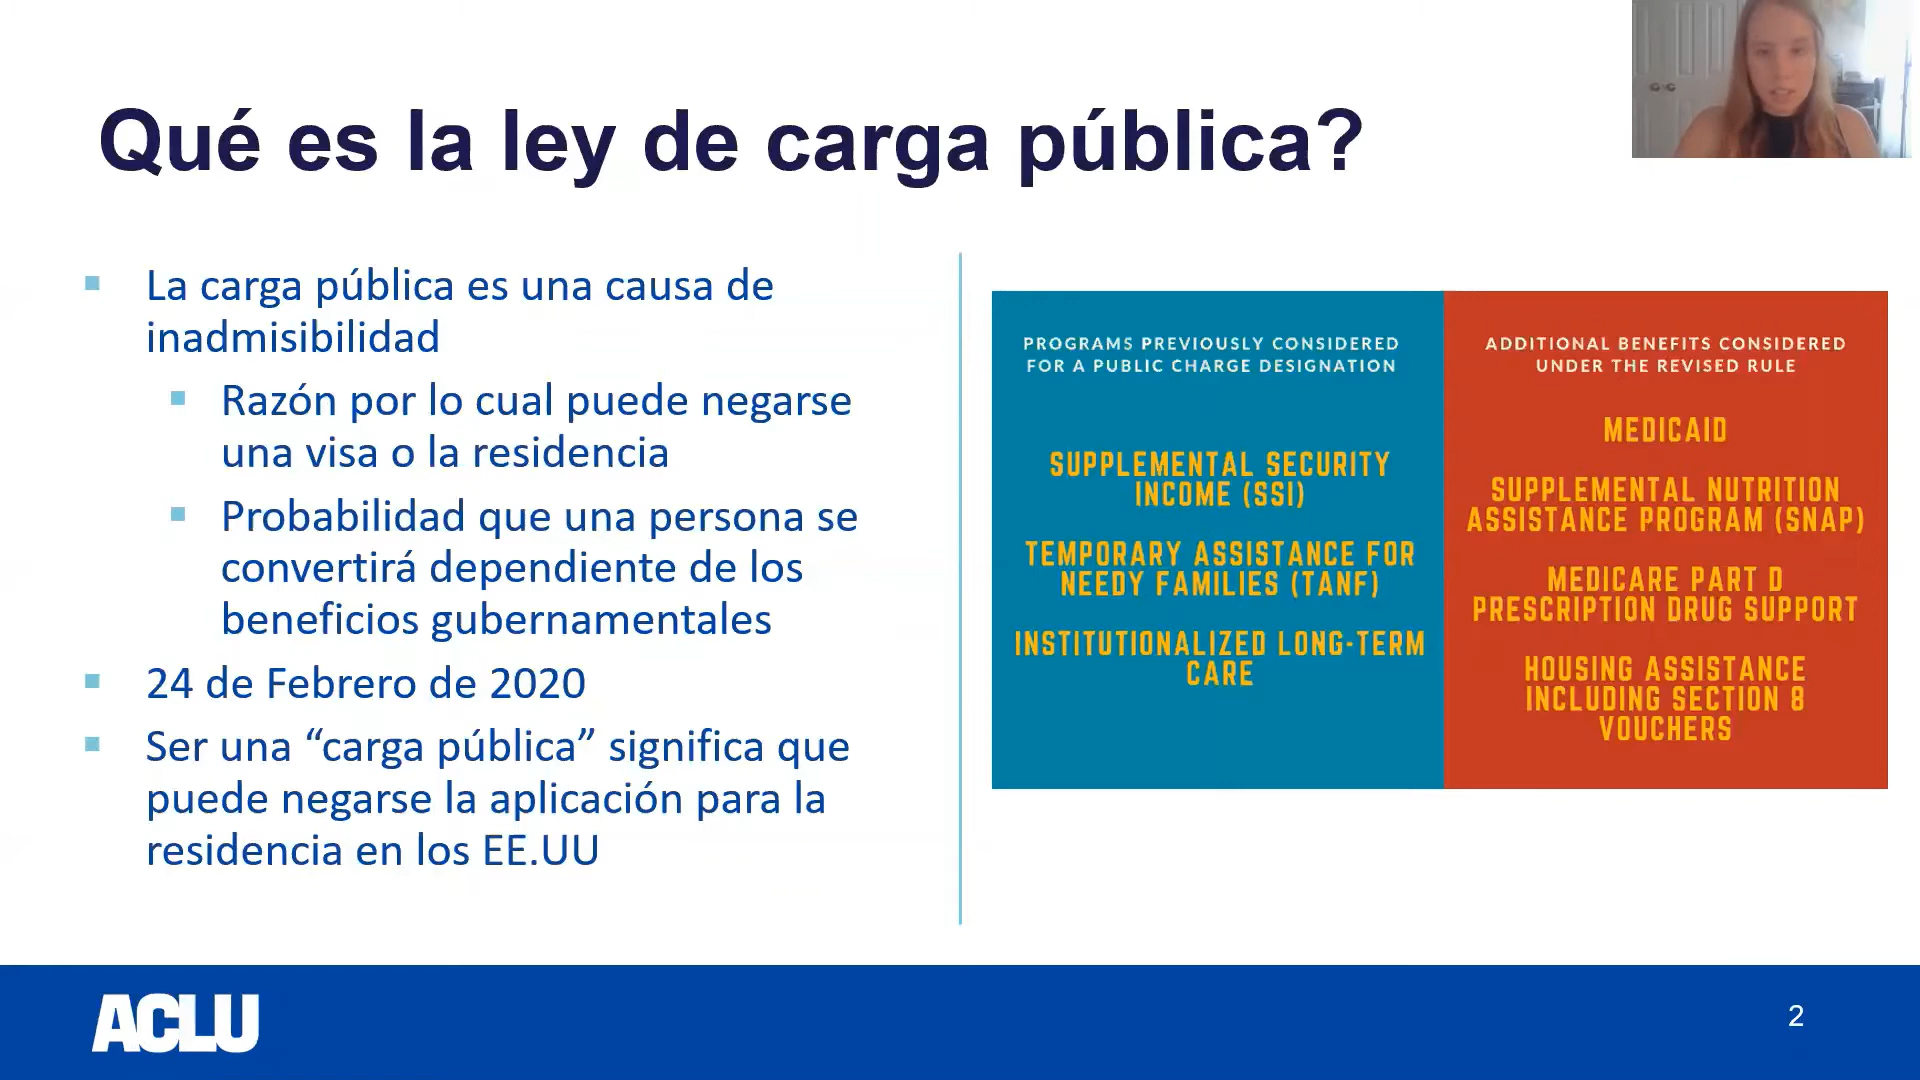 Qué es la ley de carga pública?
La carga pública es una causa de
inadmisibilidad
Razón por lo cual puede negarse
una visa o la residencia
Probabilidad que una persona se
convertirá dependiente de los
beneficios gubernamentales
24 de Febrero de 2020
Ser una “carga pública” significa que
puede negarse la aplicación para la
residencia en los EE.UU
PROGRAMS PREVIOUSLY CONSIDERED
FOR A PUBLIC CHARGE DESIGNATION
SUPPLEMENTAL SECURITY
INCOME (SSI)
TEMPORARY ASSISTANCE FOR
NEEDY FAMILIES (TANF)
INSTITUTIONALIZED LONG-TERM
CARE
ADDITIONAL BENEFITS CONSIDERED
UNDER THE REVISED RULE
MEDICAID
SUPPLEMENTAL NUTRITION
ASSISTANCE PROGRAM (SNAP)
MEDICARE PART D
PRESCRIPTION DRUG SUPPORT
HOUSING ASSISTANCE
INCLUDING SECTION 8
VOUCHERS
ACLU
2